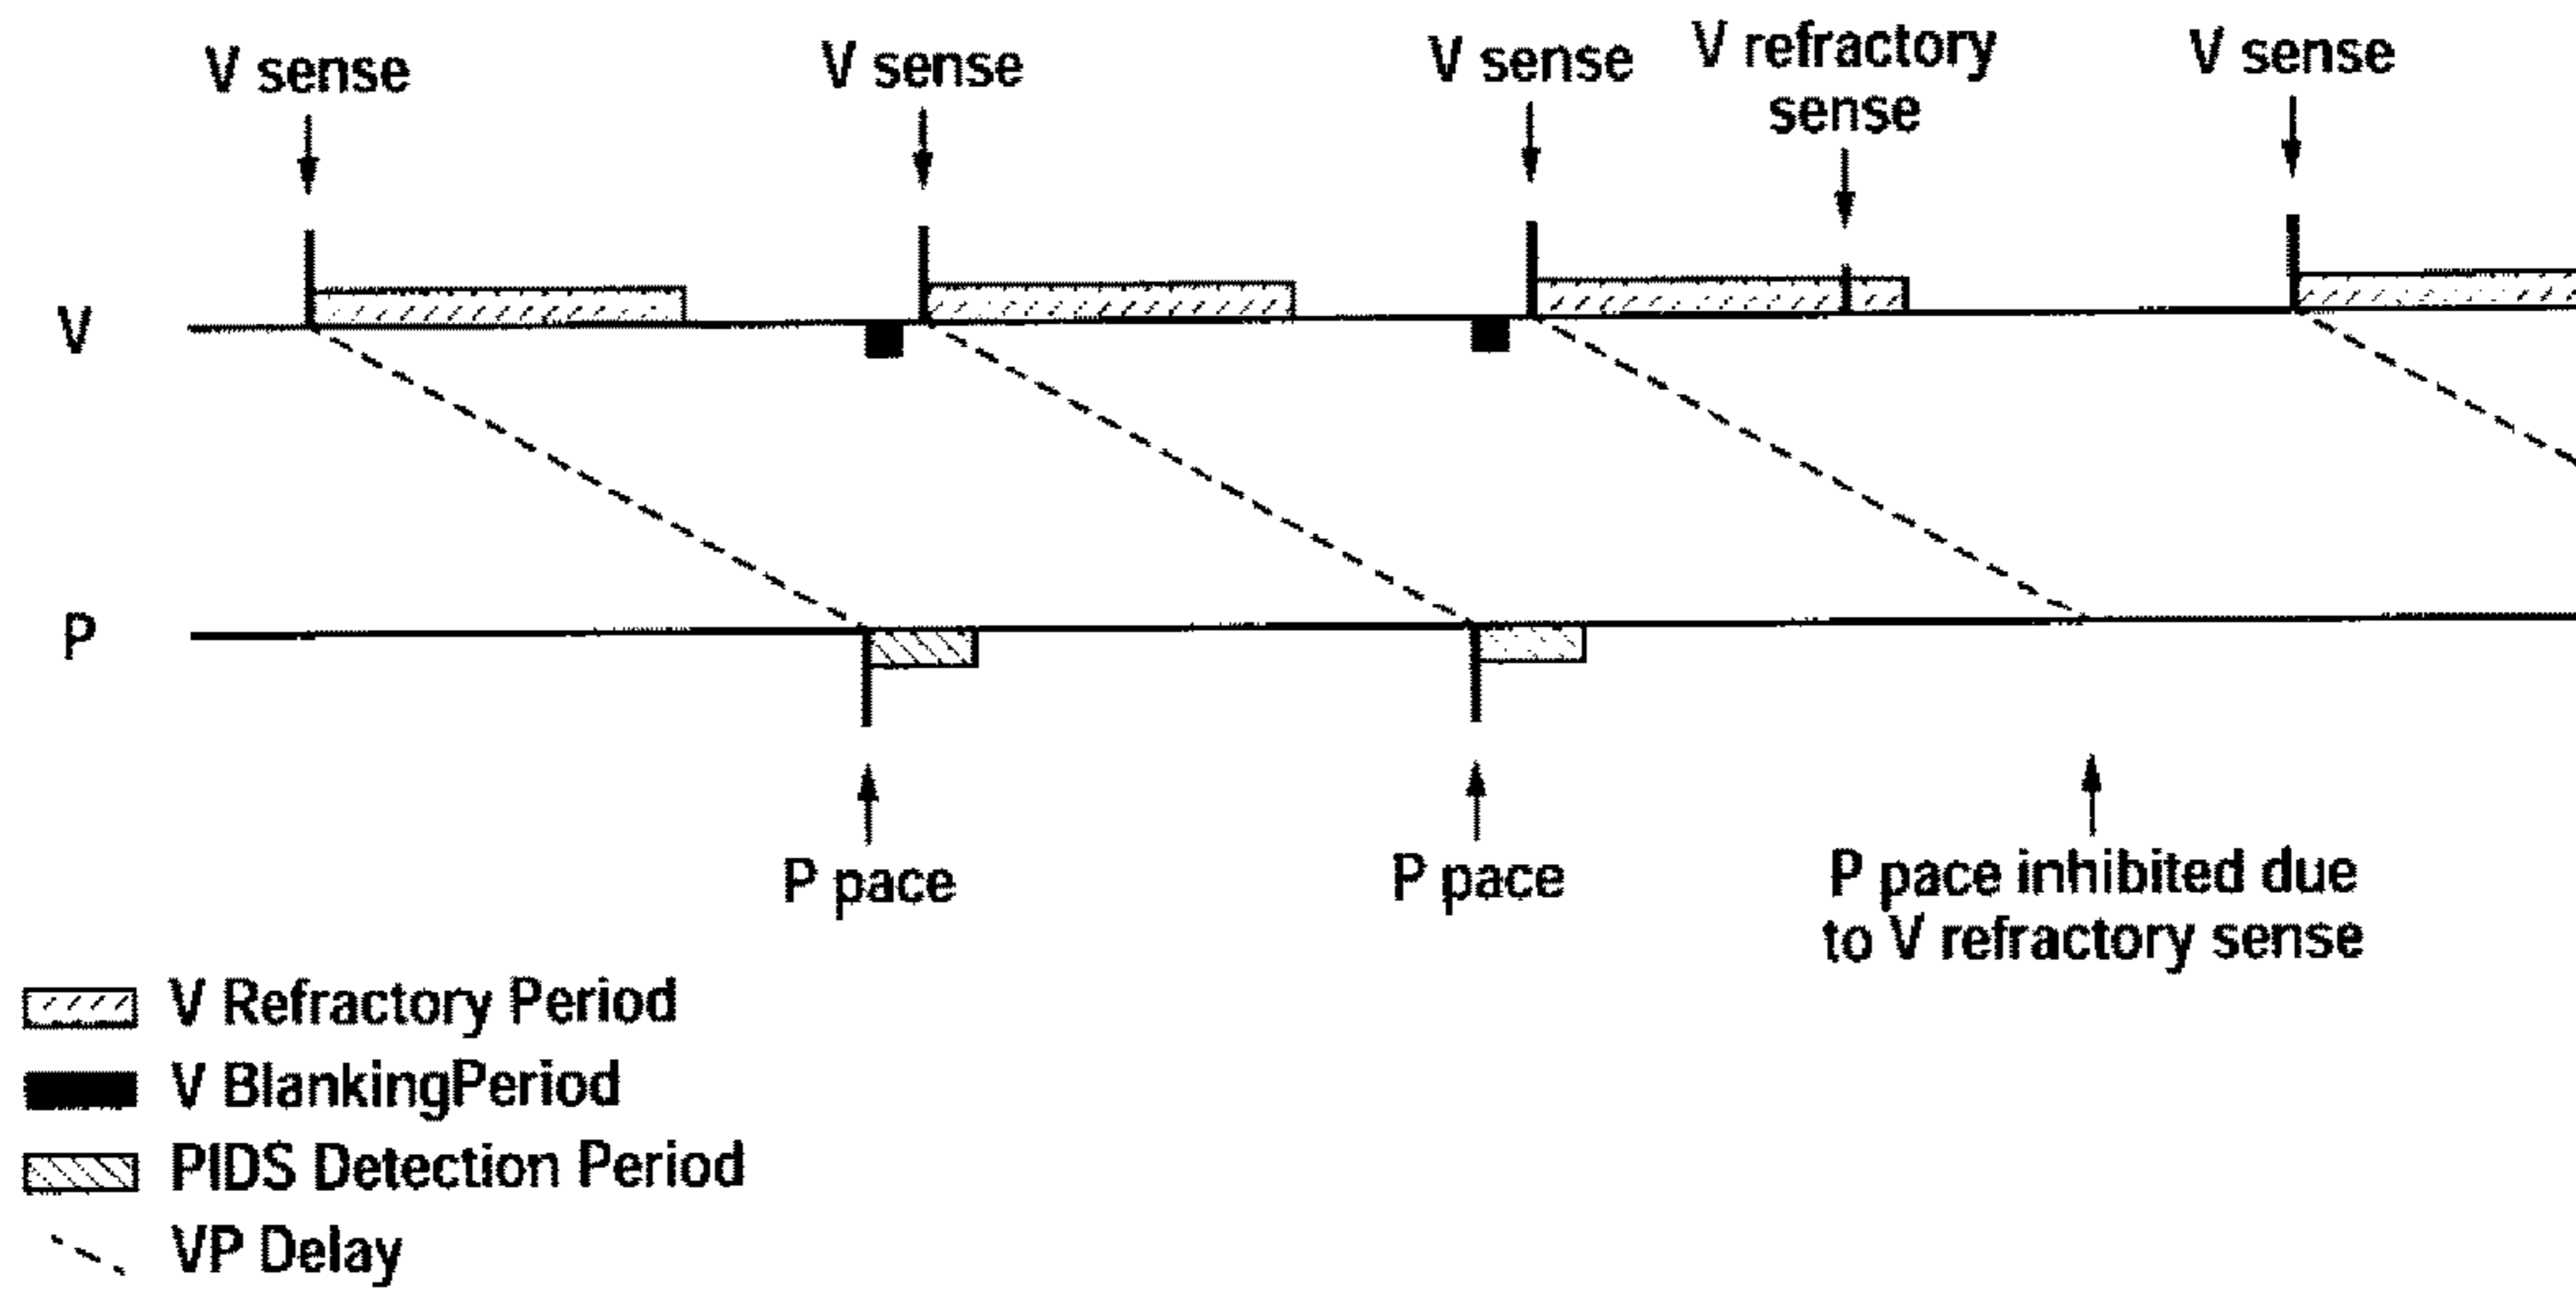 V sense
V sense
V sense
V refractory
sense
V sense
V
P
P pace
P pace
P pace inhibited due
to V refractory sense
V Refractory Period
V BlankingPeriod
PIDS Detection Period
VP Delay